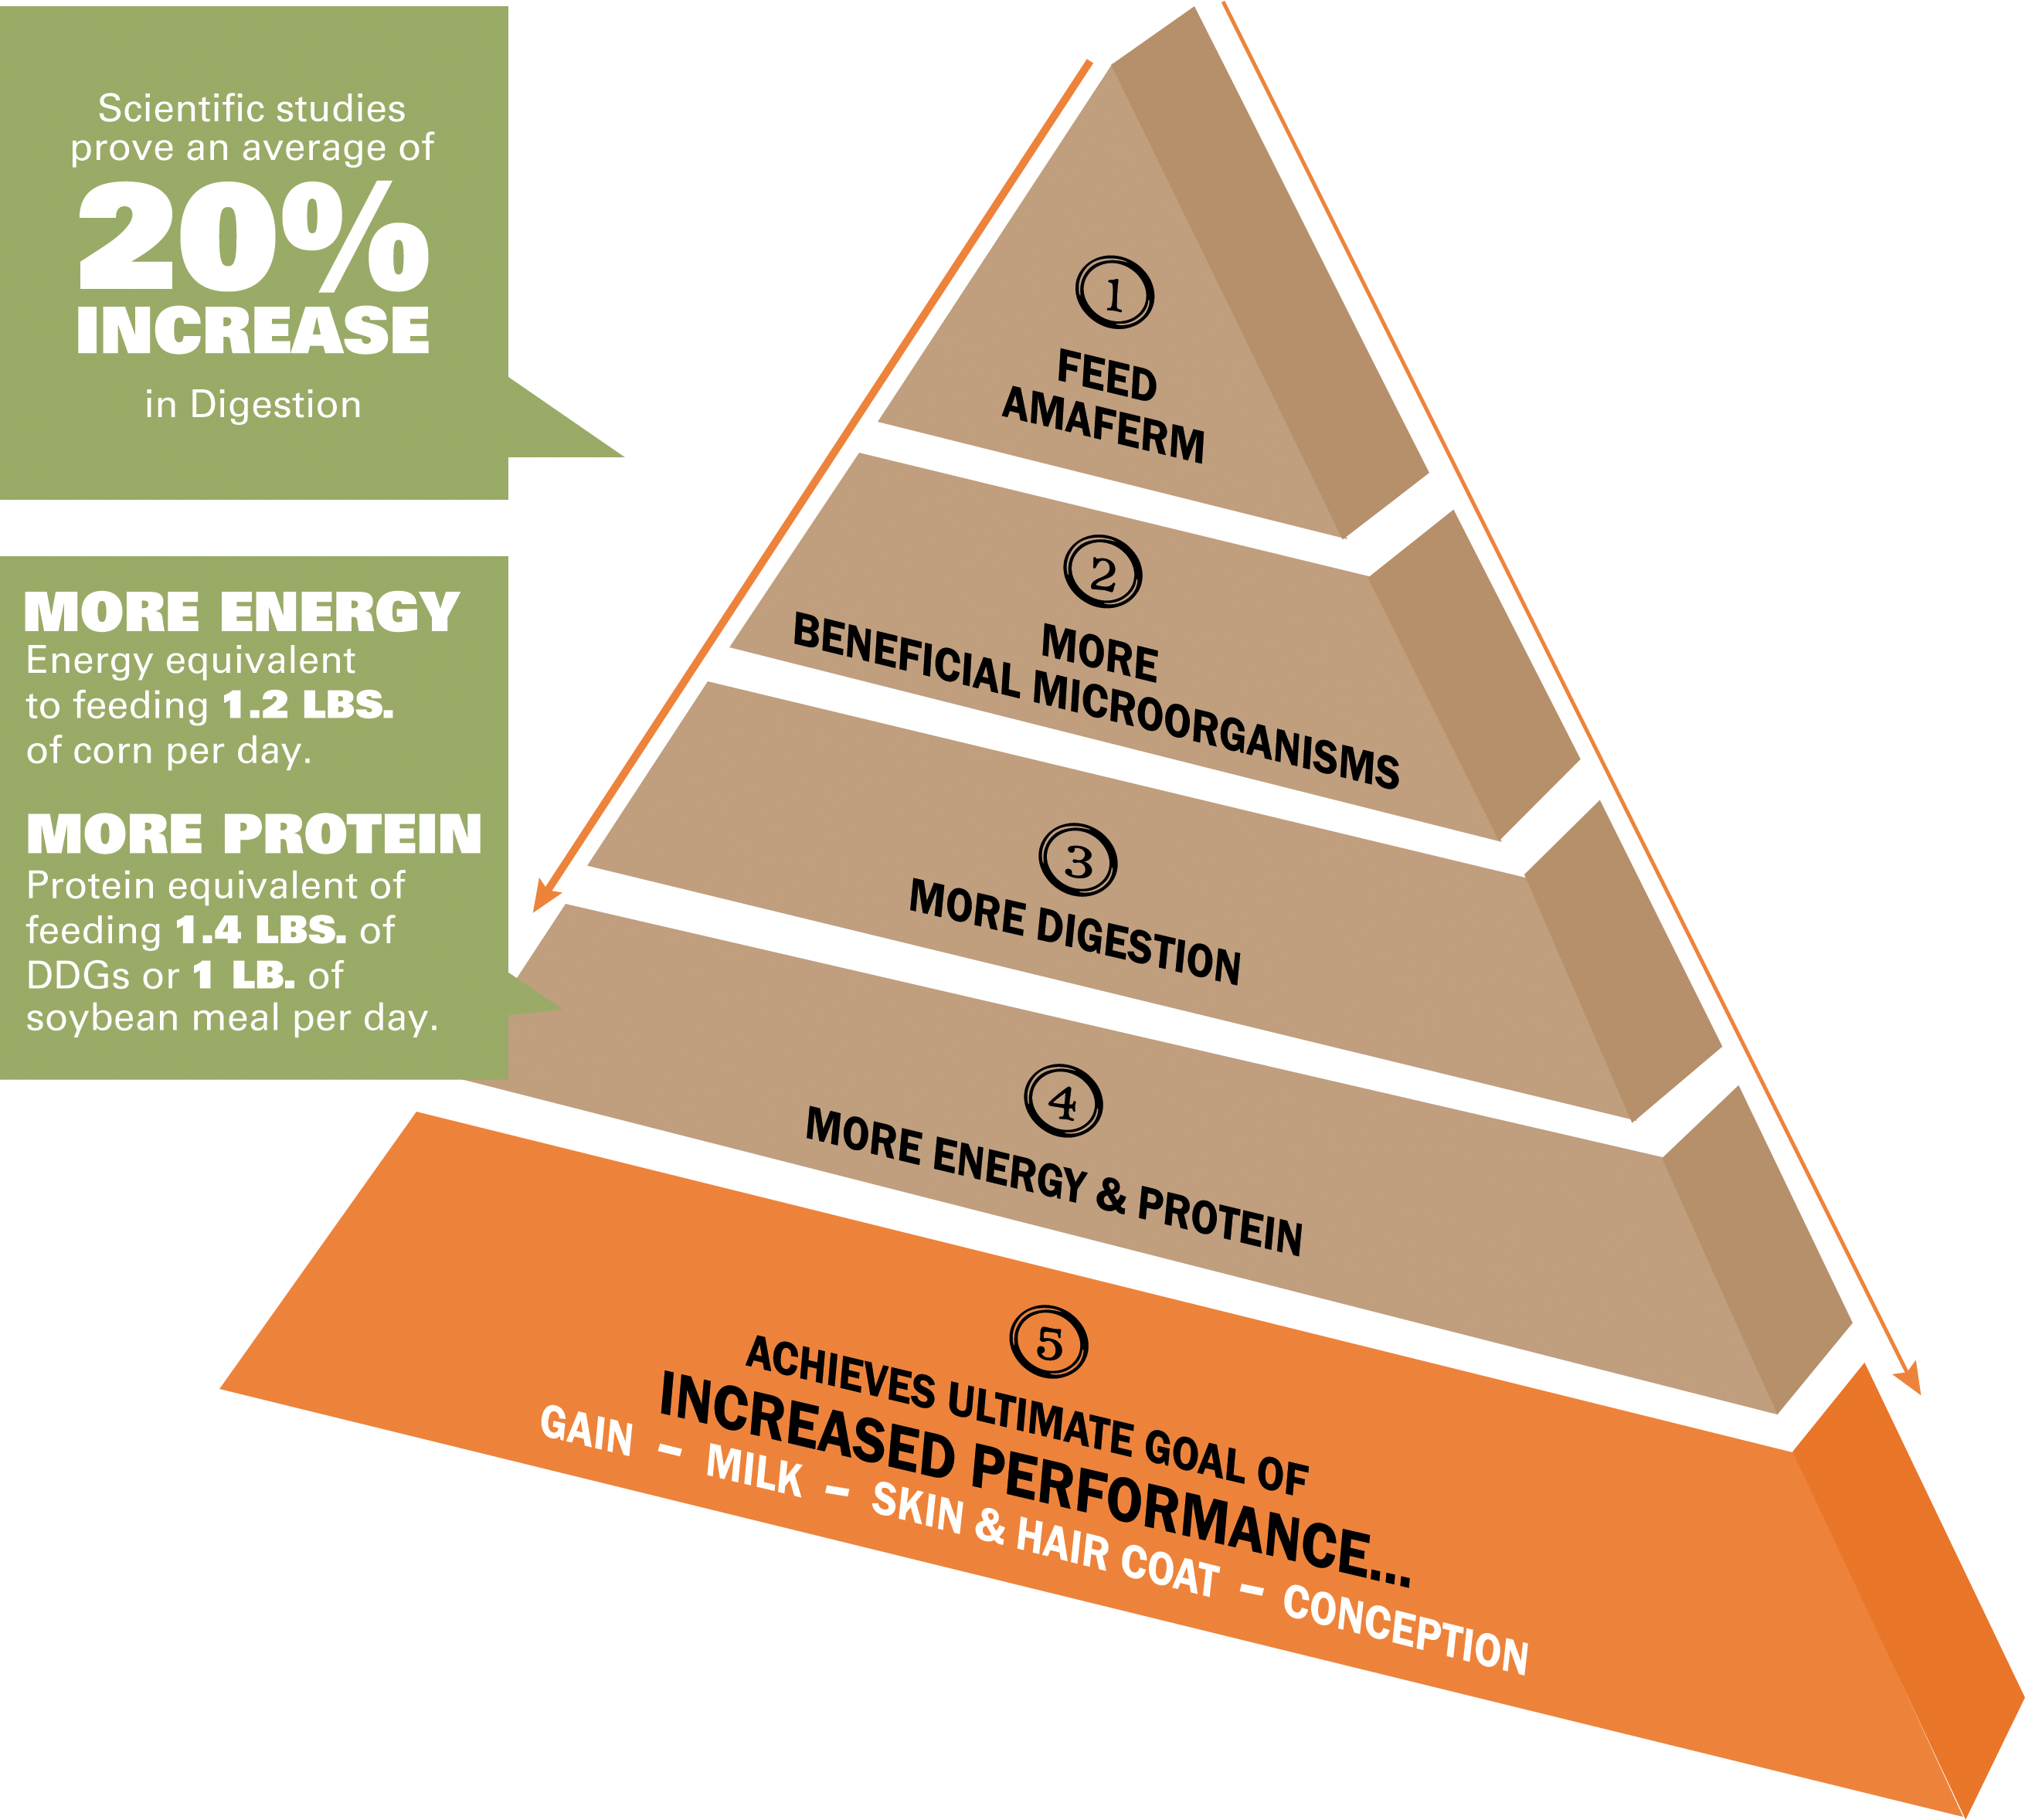 Scientific studies
prove an average of
20%
INCREASE
in Digestion
MORE ENERGY
Energy equivalent
to feeding 1.2 LBS.
of corn per day.
MORE PROTEIN
Protein equivalent of
feeding 1.4 LBS. of
DDGs or 1 LB. of
soybean meal per day.
1
FEED
AMAFERM
2
MORE
BENEFICIAL MICROORGANISMS
3
MORE DIGESTION
4
MORE ENERGY & PROTEIN
5
ACHIEVES ULTIMATE GOAL OF
INCREASED PERFORMANCE...
GAIN – MILK – SKIN & HAIR COAT – CONCEPTION